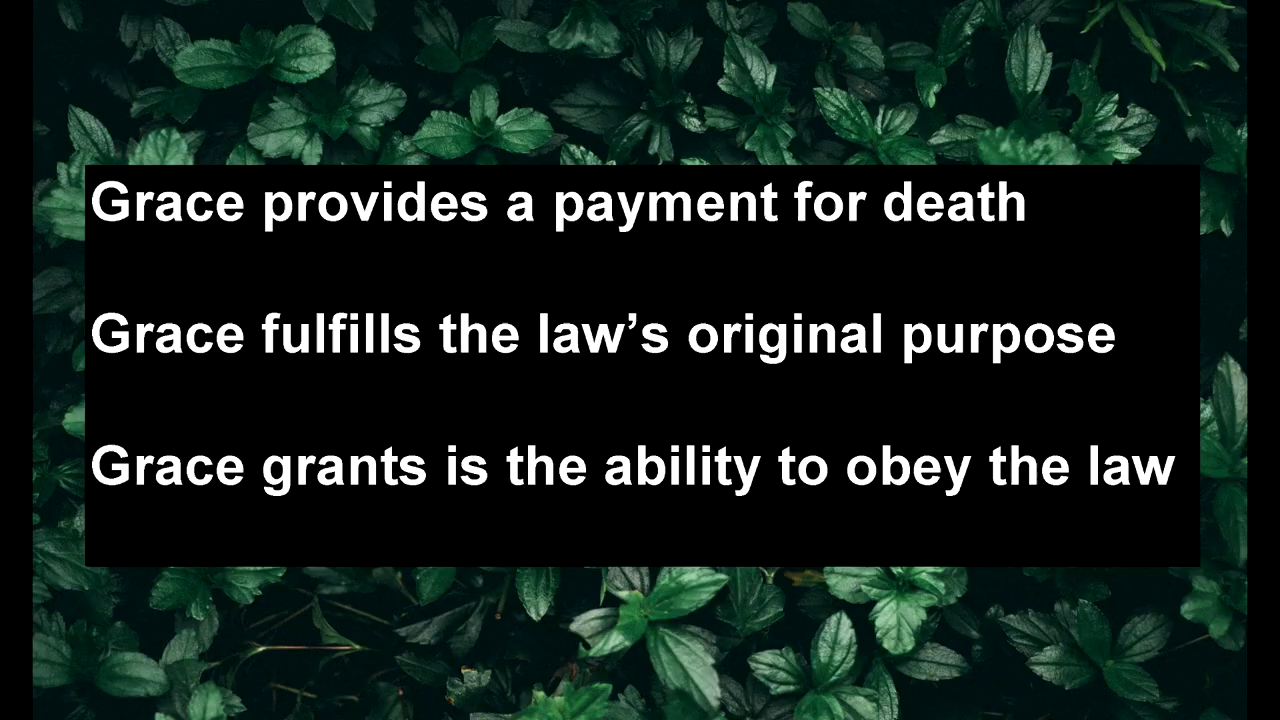 Grace provides a payment for death
Grace fulfills the law’s original purpose
Grace grants is the ability to obey the law